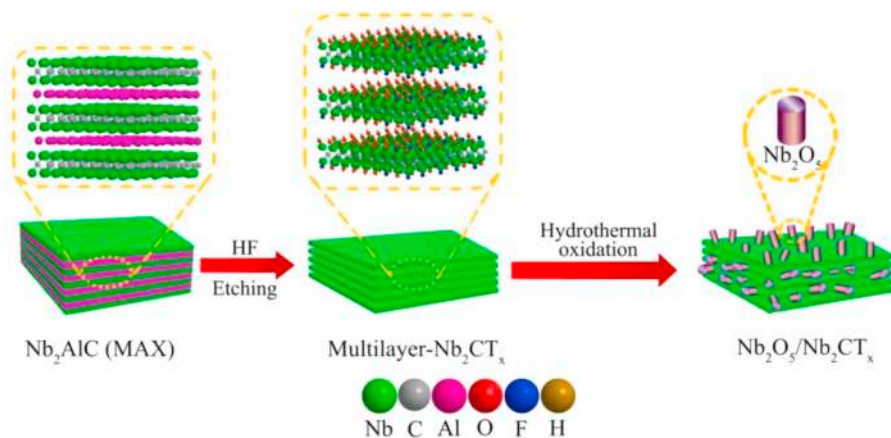 Nb₂O₅
HF
Etching
Hydrothermal
oxidation
Nb₂AlC (MAX)
Multilayer-Nb₂CTₓ
Nb₂O₅/Nb₂CTₓ
Nb C Al O F H